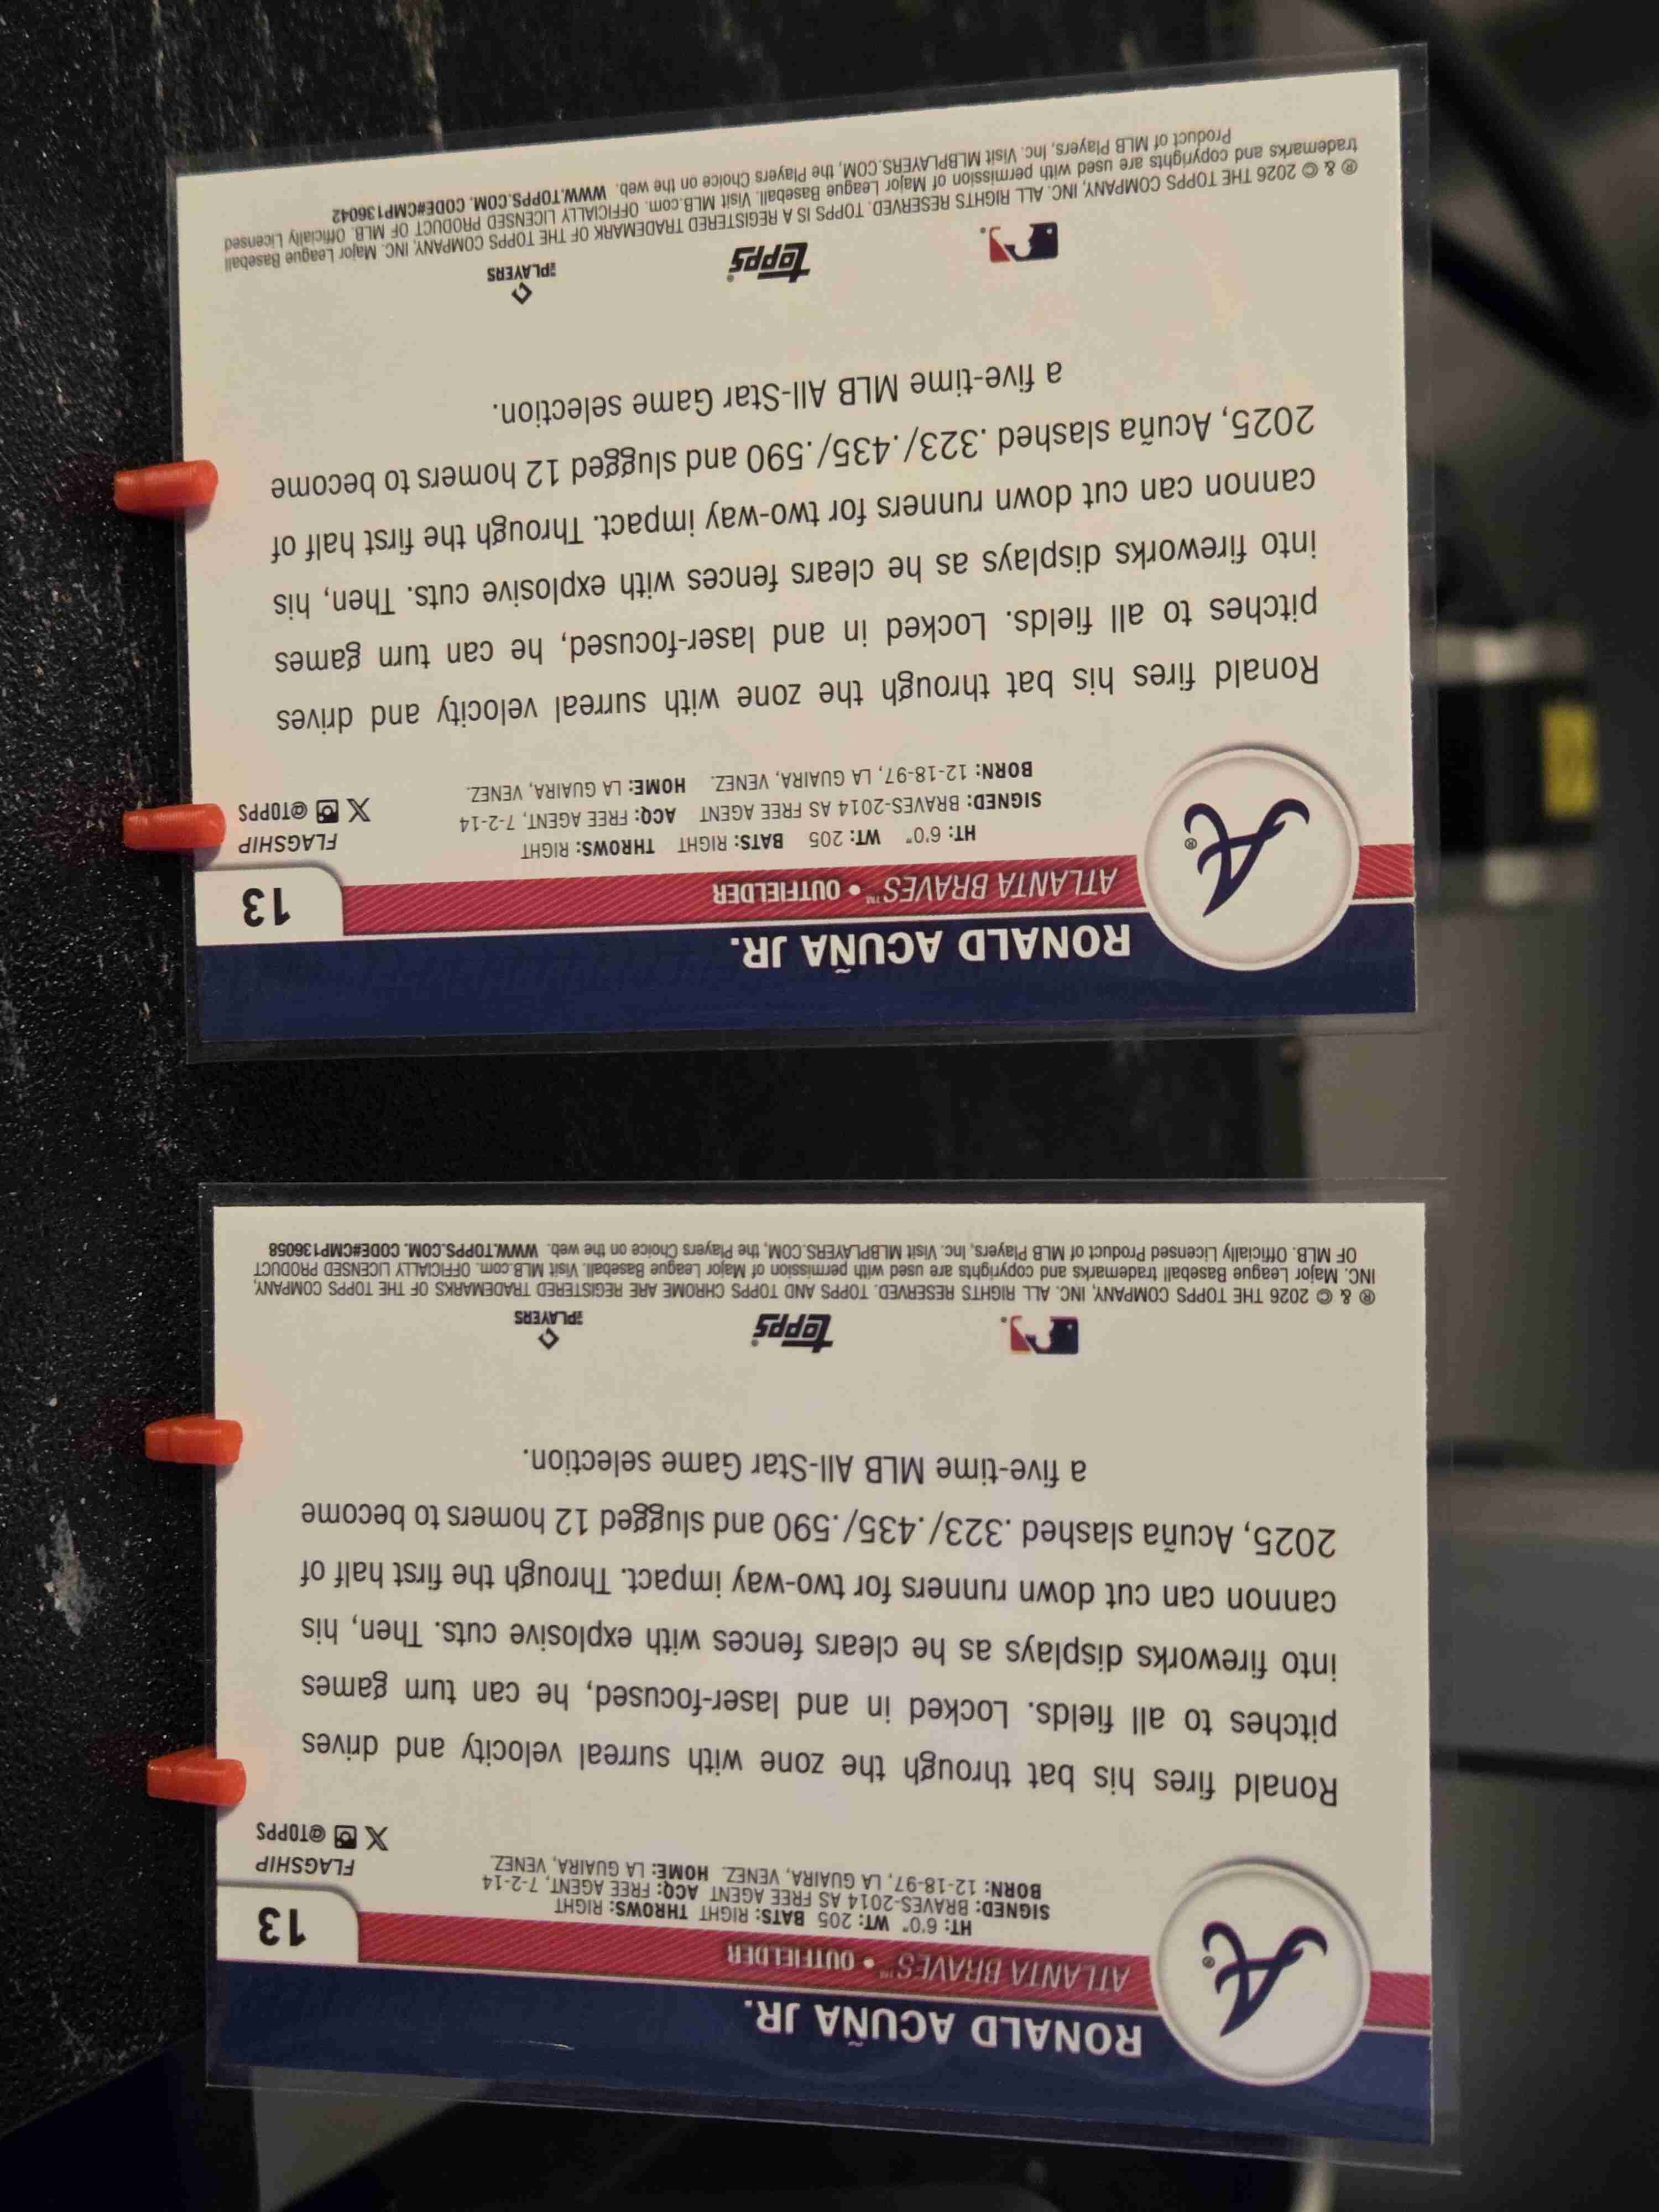 RONALD ACUÑA JR.
ATLANTA BRAVES™ • OUTFIELDER
13
HT: 6'0" WT: 205 BATS: RIGHT THROWS: RIGHT
SIGNED: BRAVES-2014 AS FREE AGENT ACQ: FREE AGENT, 7-2-14
BORN: 12-18-97, LA GUAIRA, VENEZ. HOME: LA GUAIRA, VENEZ.
FLAGSHIP
X @TOPPS
A®
Ronald fires his bat through the zone with surreal velocity and drives
pitches to all fields. Locked in and laser-focused, he can turn games
into fireworks displays as he clears fences with explosive cuts. Then, his
cannon can cut down runners for two-way impact. Through the first half of
2025, Acuña slashed .323/.435/.590 and slugged 12 homers to become
a five-time MLB All-Star Game selection.
topps®
MLB PLAYERS
® & © 2026 THE TOPPS COMPANY, INC. ALL RIGHTS RESERVED. TOPPS AND TOPPS CHROME ARE REGISTERED TRADEMARKS OF THE TOPPS COMPANY,
INC. Major League Baseball trademarks and copyrights are used with permission of Major League Baseball. Visit MLB.com. OFFICIALLY LICENSED PRODUCT
OF MLB. Officially Licensed Product of MLB Players, Inc. Visit MLBPLAYERS.COM, the Players Choice on the web. WWW.TOPPS.COM. CODE#CMP136058
RONALD ACUÑA JR.
ATLANTA BRAVES™ • OUTFIELDER
13
HT: 6'0" WT: 205 BATS: RIGHT THROWS: RIGHT
SIGNED: BRAVES-2014 AS FREE AGENT ACQ: FREE AGENT, 7-2-14
BORN: 12-18-97, LA GUAIRA, VENEZ. HOME: LA GUAIRA, VENEZ.
FLAGSHIP
X @TOPPS
A®
Ronald fires his bat through the zone with surreal velocity and drives
pitches to all fields. Locked in and laser-focused, he can turn games
into fireworks displays as he clears fences with explosive cuts. Then, his
cannon can cut down runners for two-way impact. Through the first half of
2025, Acuña slashed .323/.435/.590 and slugged 12 homers to become
a five-time MLB All-Star Game selection.
topps®
MLB PLAYERS
® & © 2026 THE TOPPS COMPANY, INC. ALL RIGHTS RESERVED. TOPPS IS A REGISTERED TRADEMARK OF THE TOPPS COMPANY, INC. Major League Baseball
trademarks and copyrights are used with permission of Major League Baseball. Visit MLB.com. OFFICIALLY LICENSED PRODUCT OF MLB. Officially Licensed
Product of MLB Players, Inc. Visit MLBPLAYERS.COM, the Players Choice on the web. WWW.TOPPS.COM. CODE#CMP136042